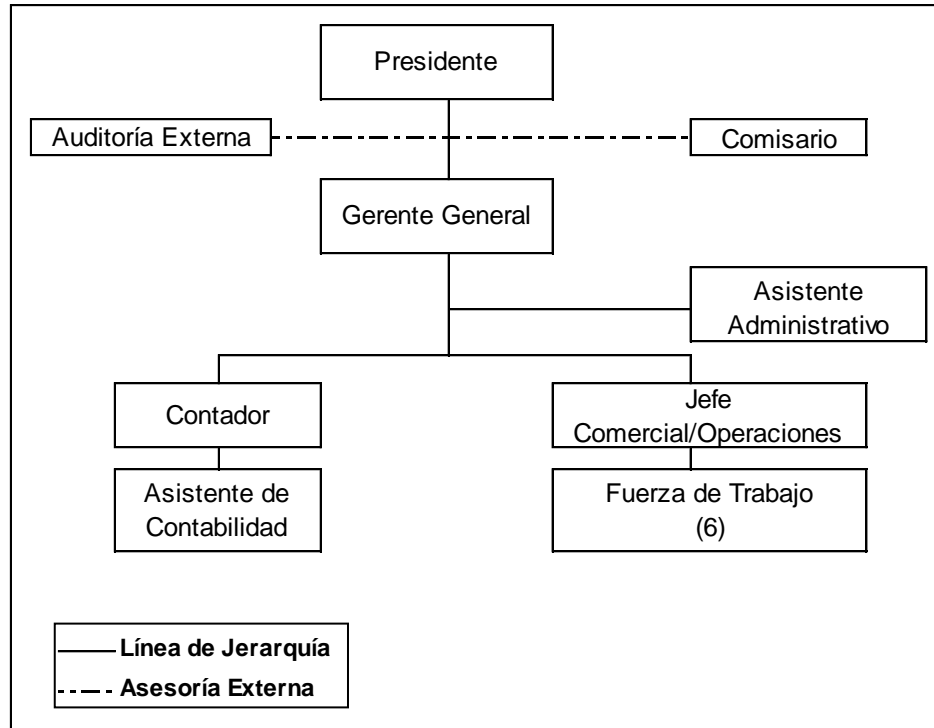 Presidente
Auditoría Externa
Comisario
Gerente General
Asistente
Administrativo
Contador
Jefe
Comercial/Operaciones
Asistente de
Contabilidad
Fuerza de Trabajo
(6)
Línea de Jerarquía
Asesoría Externa